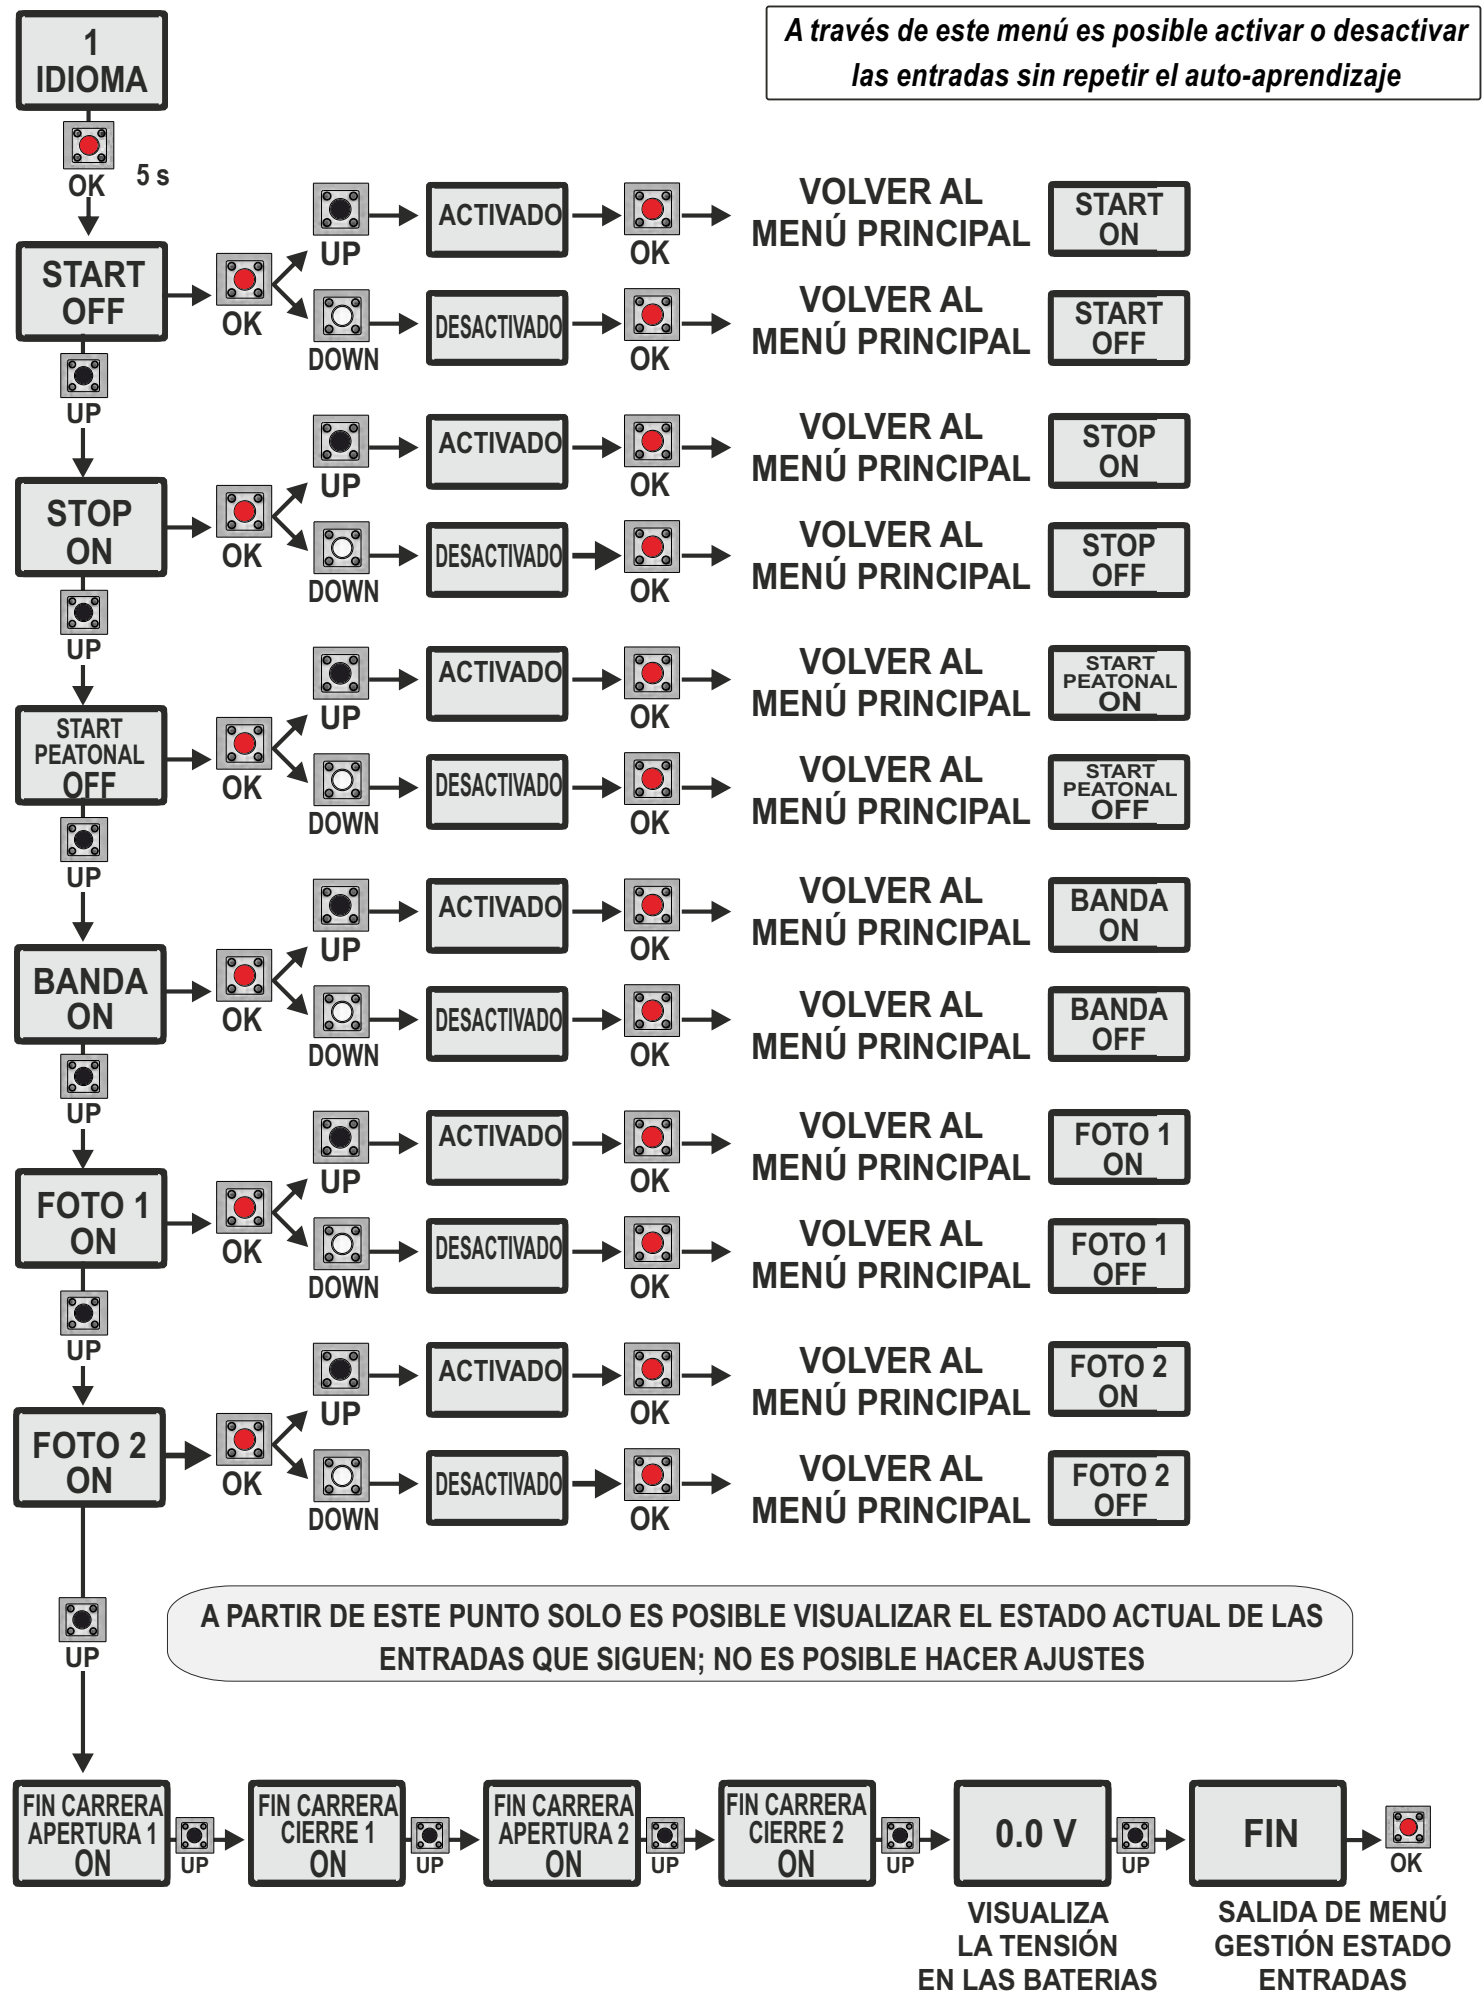 A través de este menú es posible activar o desactivar
las entradas sin repetir el auto-aprendizaje
1
IDIOMA
OK
5 s
START
OFF
OK
UP
ACTIVADO
OK
VOLVER AL
MENÚ PRINCIPAL
START
ON
DOWN
DESACTIVADO
OK
VOLVER AL
MENÚ PRINCIPAL
START
OFF
UP
STOP
ON
OK
UP
ACTIVADO
OK
VOLVER AL
MENÚ PRINCIPAL
STOP
ON
DOWN
DESACTIVADO
OK
VOLVER AL
MENÚ PRINCIPAL
STOP
OFF
UP
START
PEATONAL
OFF
OK
UP
ACTIVADO
OK
VOLVER AL
MENÚ PRINCIPAL
START
PEATONAL
ON
DOWN
DESACTIVADO
OK
VOLVER AL
MENÚ PRINCIPAL
START
PEATONAL
OFF
UP
BANDA
ON
OK
UP
ACTIVADO
OK
VOLVER AL
MENÚ PRINCIPAL
BANDA
ON
DOWN
DESACTIVADO
OK
VOLVER AL
MENÚ PRINCIPAL
BANDA
OFF
UP
FOTO 1
ON
OK
UP
ACTIVADO
OK
VOLVER AL
MENÚ PRINCIPAL
FOTO 1
ON
DOWN
DESACTIVADO
OK
VOLVER AL
MENÚ PRINCIPAL
FOTO 1
OFF
UP
FOTO 2
ON
OK
UP
ACTIVADO
OK
VOLVER AL
MENÚ PRINCIPAL
FOTO 2
ON
DOWN
DESACTIVADO
OK
VOLVER AL
MENÚ PRINCIPAL
FOTO 2
OFF
UP
A PARTIR DE ESTE PUNTO SOLO ES POSIBLE VISUALIZAR EL ESTADO ACTUAL DE LAS
ENTRADAS QUE SIGUEN; NO ES POSIBLE HACER AJUSTES
FIN CARRERA
APERTURA 1
ON
UP
FIN CARRERA
CIERRE 1
ON
UP
FIN CARRERA
APERTURA 2
ON
UP
FIN CARRERA
CIERRE 2
ON
UP
0.0 V
UP
FIN
OK
VISUALIZA
LA TENSIÓN
EN LAS BATERIAS
SALIDA DE MENÚ
GESTIÓN ESTADO
ENTRADAS